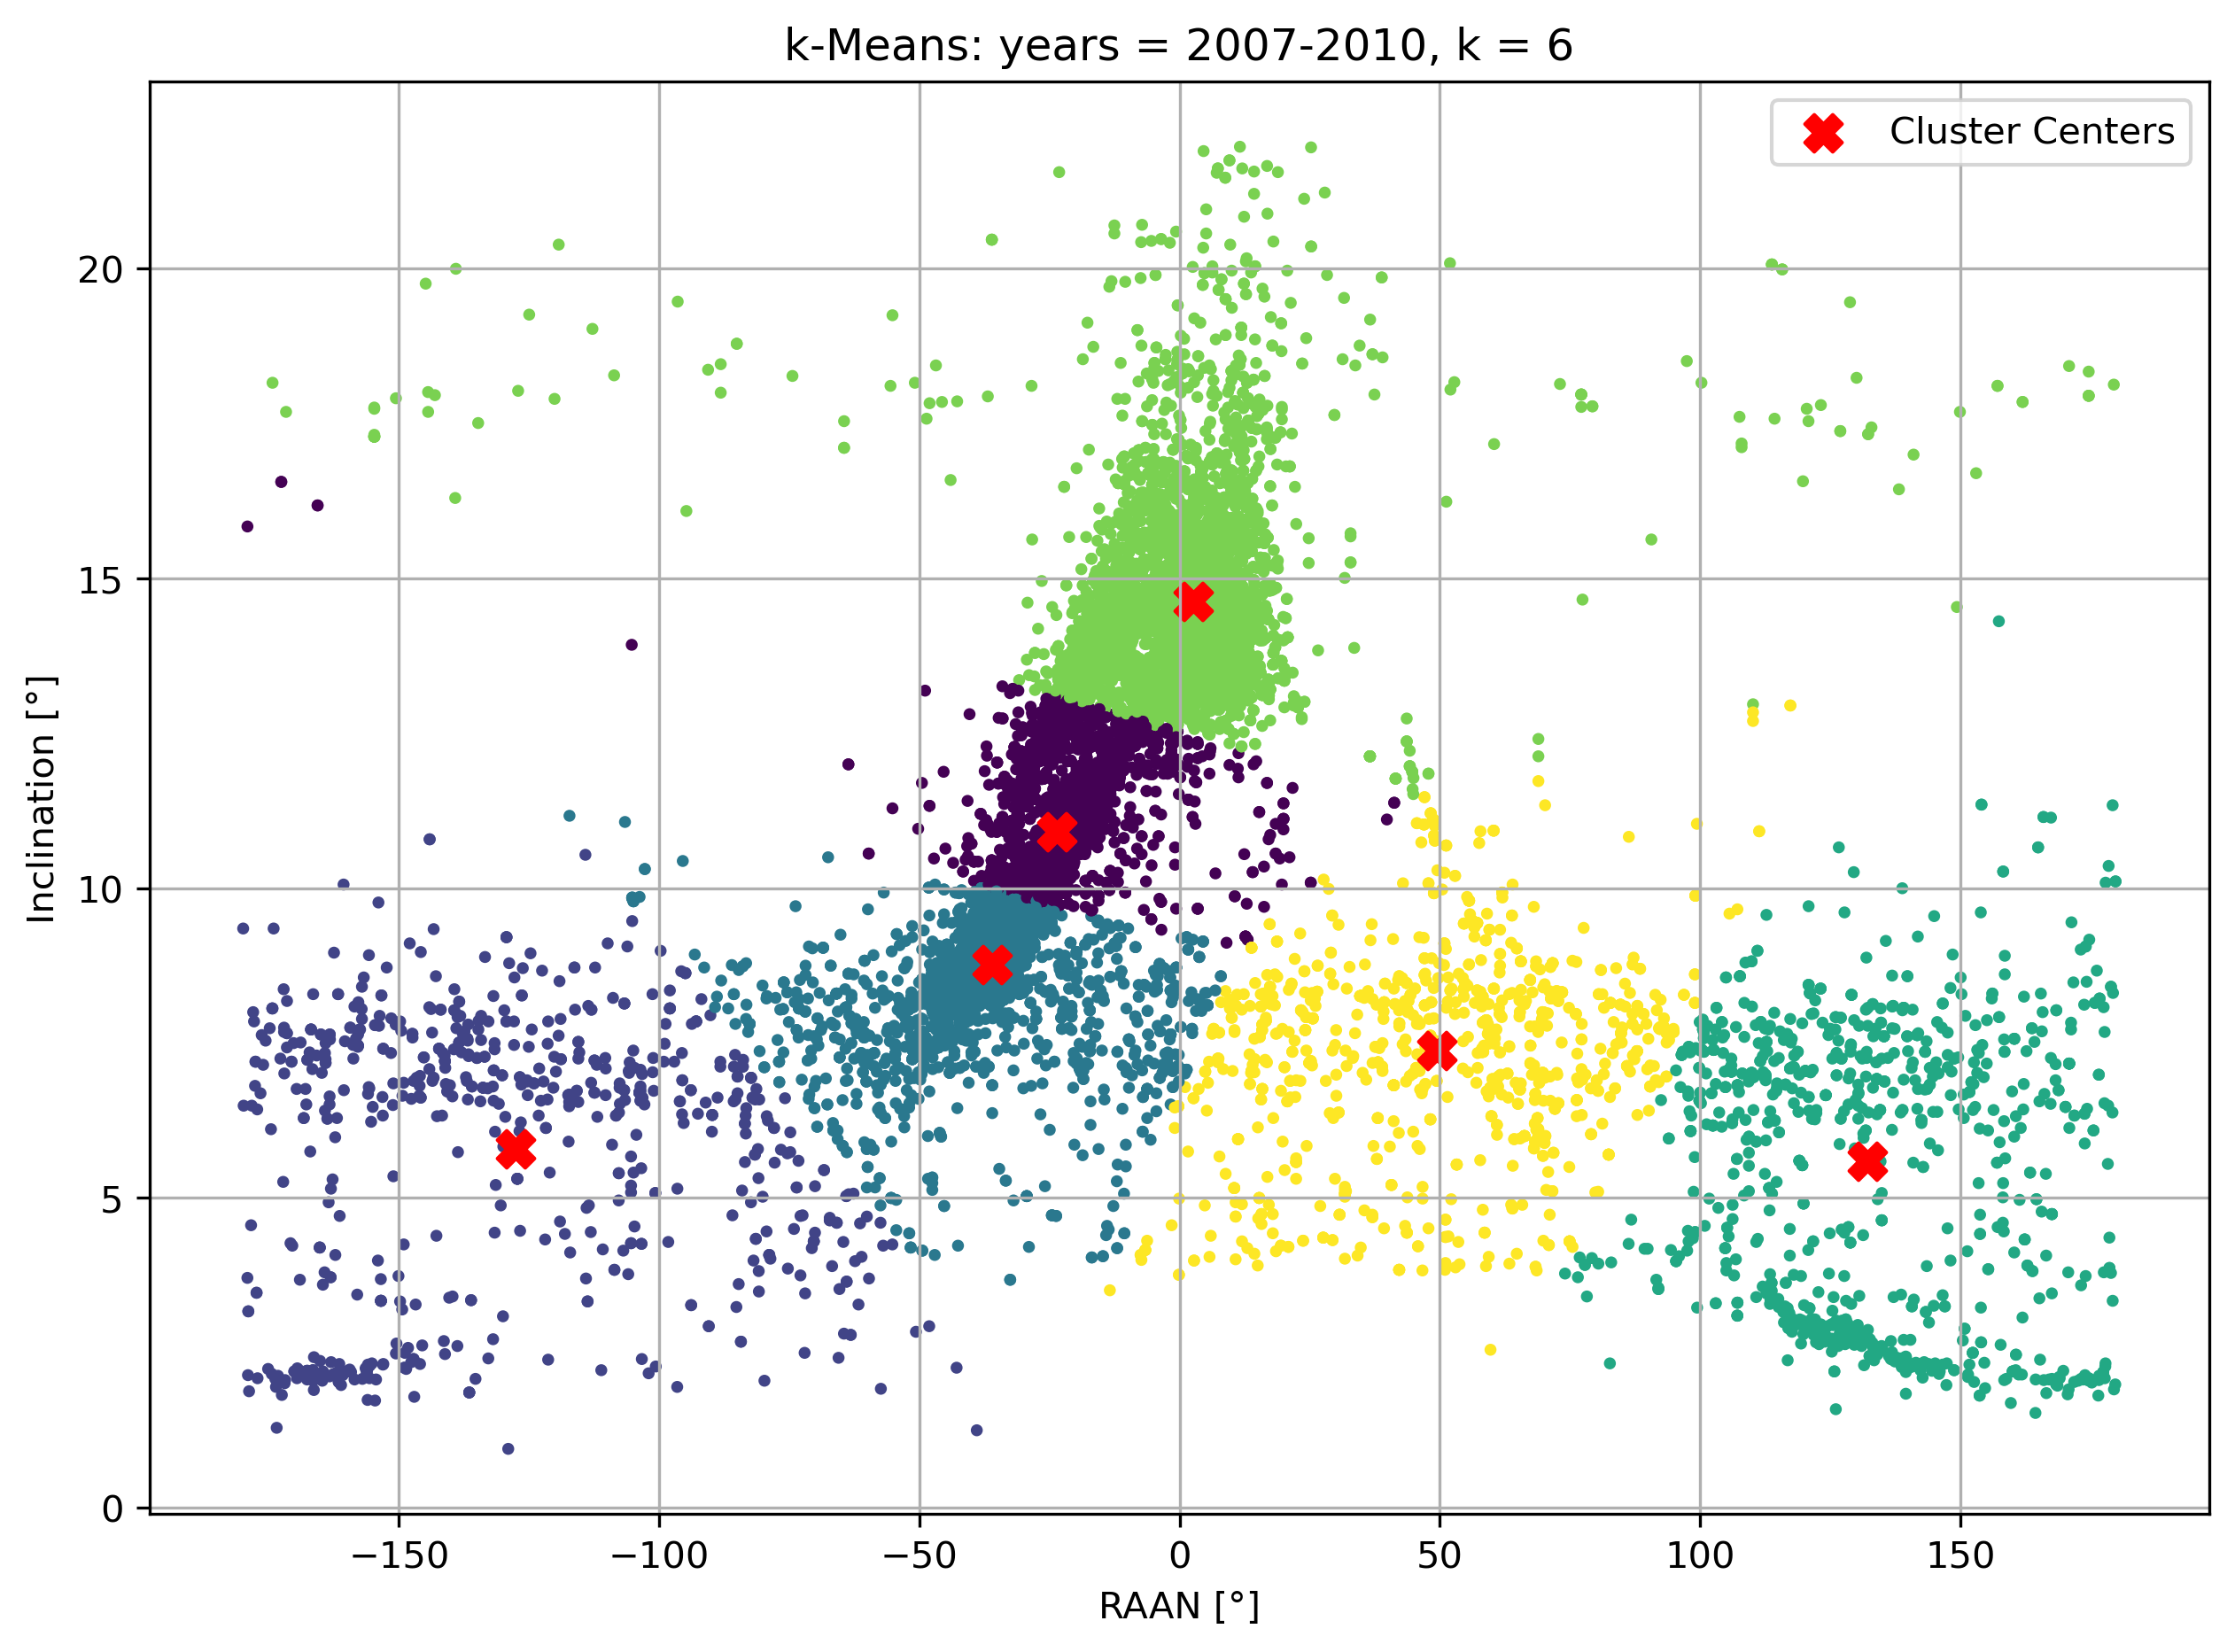 k-Means: years = 2007-2010, k = 6
Cluster Centers
Inclination [°]
20
15
10
5
0
−150 −100 −50 0 50 100 150
RAAN [°]